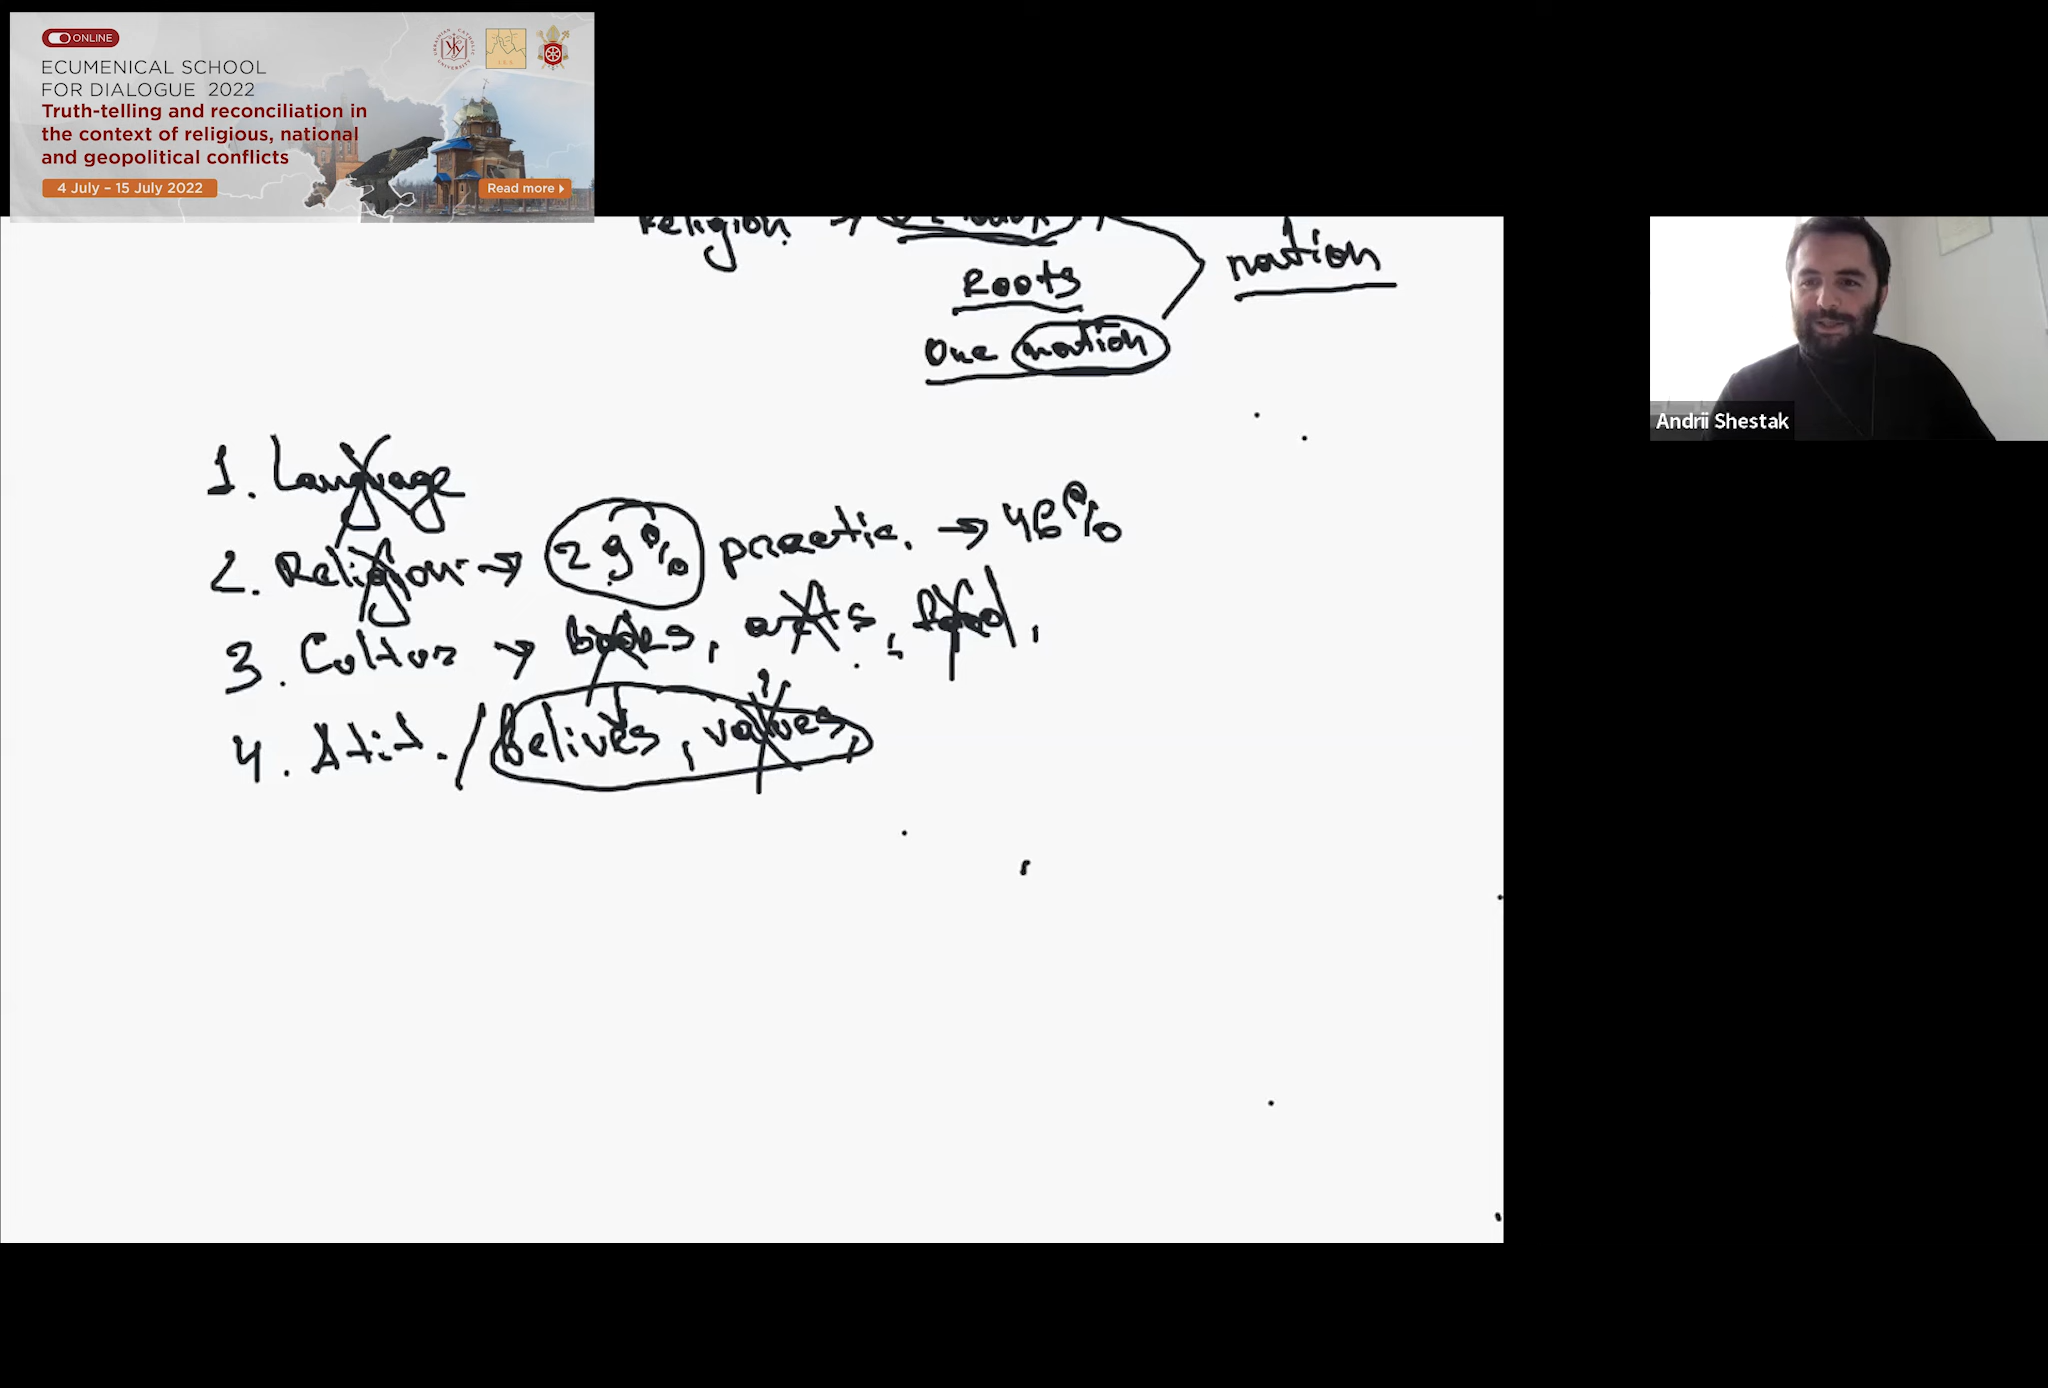 ONLINE
ECUMENICAL SCHOOL
FOR DIALOGUE 2022
Truth-telling and reconciliation in
the context of religious, national
and geopolitical conflicts
4 July – 15 July 2022
Read more
Religion →
nation
Roots
One nation
Andrii Shestak
1. Language
2. Religion → 29% practic. → 46%
3. Cultur → books, arts, food,
4. Atit. / Belives, values,